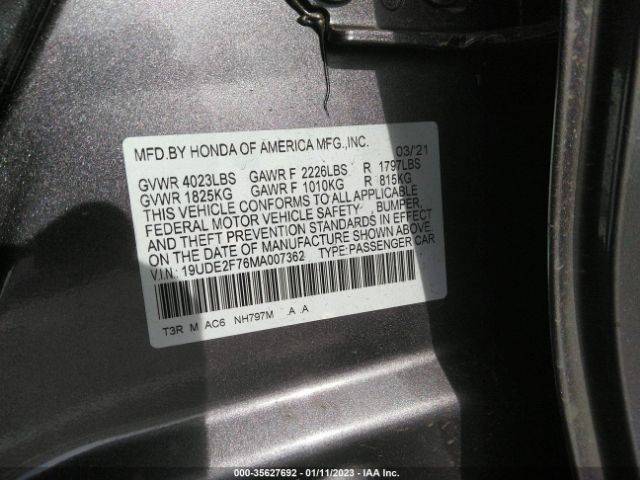 MFD.BY HONDA OF AMERICA MFG.,INC. 03/'21
GVWR 4023LBS GAWR F 2226LBS R 1797LBS
GVWR 1825KG GAWR F 1010KG R 815KG
THIS VEHICLE CONFORMS TO ALL APPLICABLE
FEDERAL MOTOR VEHICLE SAFETY, BUMPER,
AND THEFT PREVENTION STANDARDS IN EFFECT
ON THE DATE OF MANUFACTURE SHOWN ABOVE.
V.I.N: 19UDE2F76MA007362 TYPE:PASSENGER CAR
T3R M AC6 NH797M .A .A
000-35627692 - 01/11/2023 - IAA Inc.